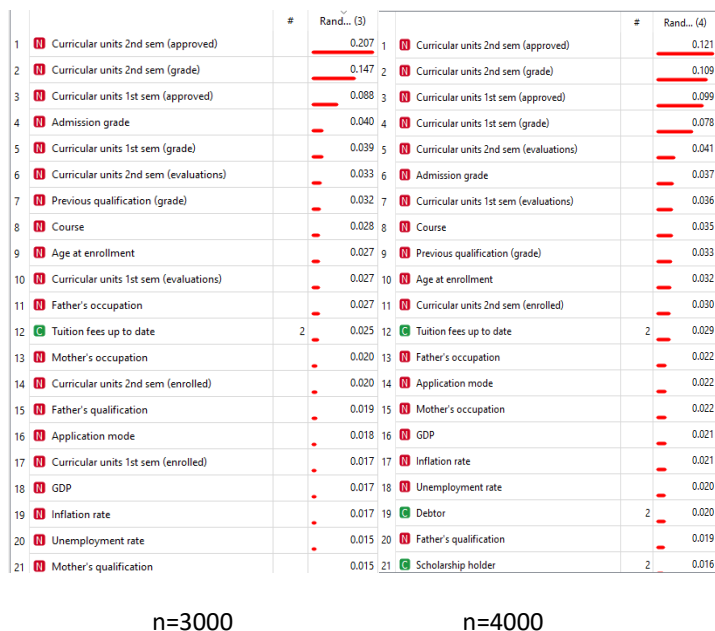 # Rand... (3)
1 N Curricular units 2nd sem (approved) 0.207
2 N Curricular units 2nd sem (grade) 0.147
3 N Curricular units 1st sem (approved) 0.088
4 N Admission grade 0.040
5 N Curricular units 1st sem (grade) 0.039
6 N Curricular units 2nd sem (evaluations) 0.033
7 N Previous qualification (grade) 0.032
8 N Course 0.028
9 N Age at enrollment 0.027
10 N Curricular units 1st sem (evaluations) 0.027
11 N Father's occupation 0.027
12 C Tuition fees up to date 2 0.025
13 N Mother's occupation 0.020
14 N Curricular units 2nd sem (enrolled) 0.020
15 N Father's qualification 0.019
16 N Application mode 0.018
17 N Curricular units 1st sem (enrolled) 0.017
18 N GDP 0.017
19 N Inflation rate 0.017
20 N Unemployment rate 0.015
21 N Mother's qualification 0.015
n=3000
# Rand... (4)
1 N Curricular units 2nd sem (approved) 0.121
2 N Curricular units 2nd sem (grade) 0.109
3 N Curricular units 1st sem (approved) 0.099
4 N Curricular units 1st sem (grade) 0.078
5 N Curricular units 2nd sem (evaluations) 0.041
6 N Admission grade 0.037
7 N Curricular units 1st sem (evaluations) 0.036
8 N Course 0.035
9 N Previous qualification (grade) 0.033
10 N Age at enrollment 0.032
11 N Curricular units 2nd sem (enrolled) 0.030
12 C Tuition fees up to date 2 0.029
13 N Father's occupation 0.022
14 N Application mode 0.022
15 N Mother's occupation 0.022
16 N GDP 0.021
17 N Inflation rate 0.021
18 N Unemployment rate 0.020
19 C Debtor 2 0.020
20 N Father's qualification 0.019
21 C Scholarship holder 2 0.016
n=4000